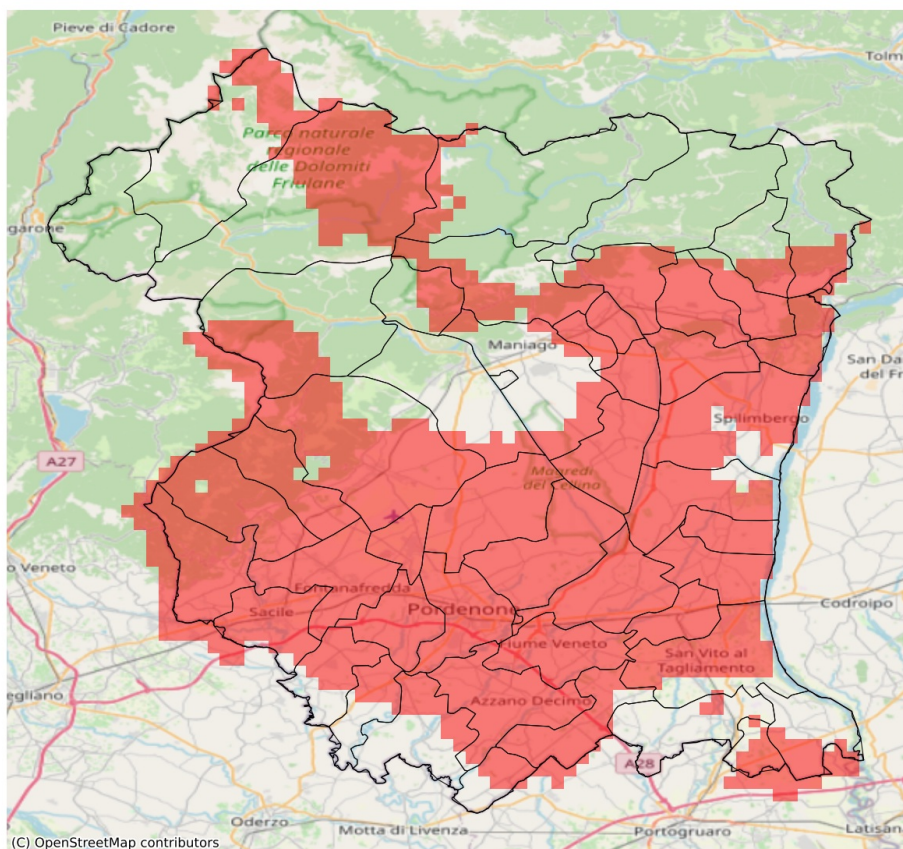 Pieve di Cadore
Tolm
Parco naturale
regionale
delle Dolomiti
Friulane
garone
Maniago
San Da
del Fr
Spilimbergo
A27
Magredi
del Cellina
o Veneto
Fontanafredda
Sacile
Pordenone
Codroipo
Fiume Veneto
San Vito al
Tagliamento
egliano
Azzano Decimo
A28
Oderzo
Motta di Livenza
Portogruaro
Latisan
(C) OpenStreetMap contributors